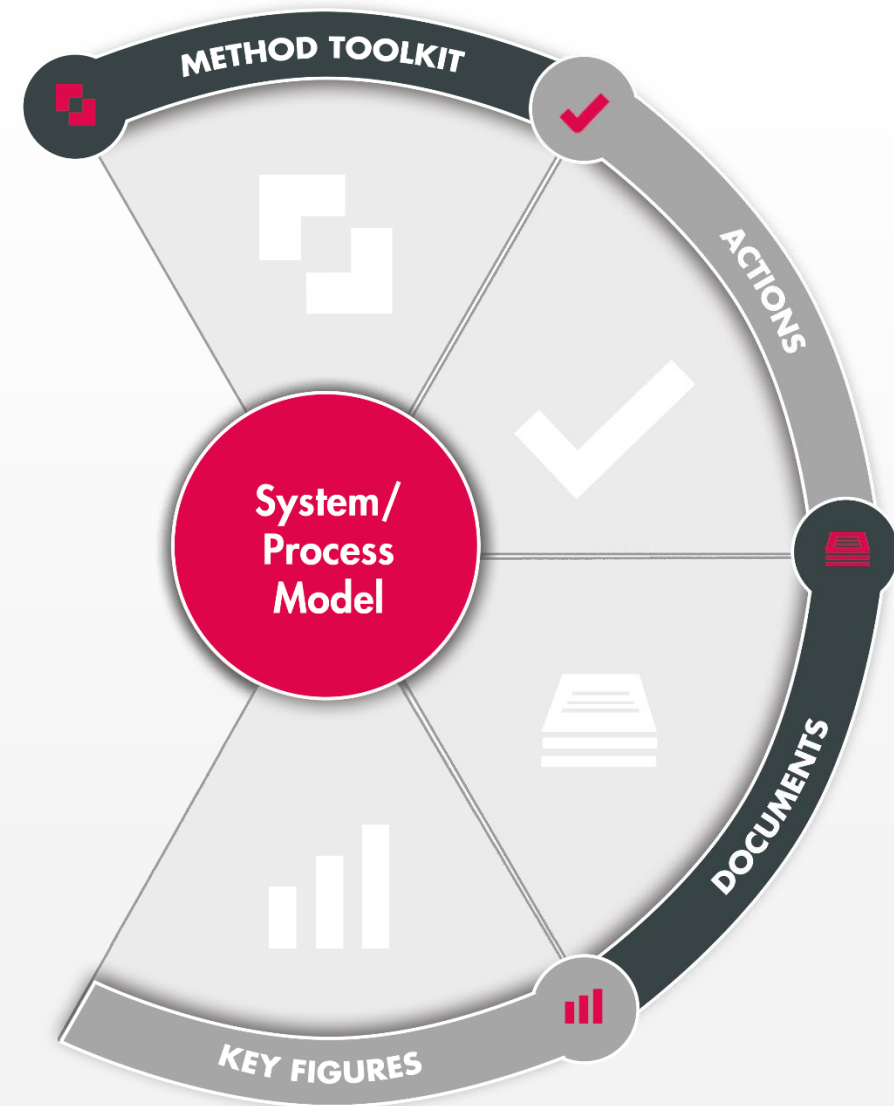 METHOD TOOLKIT
ACTIONS
System/
Process
Model
DOCUMENTS
KEY FIGURES